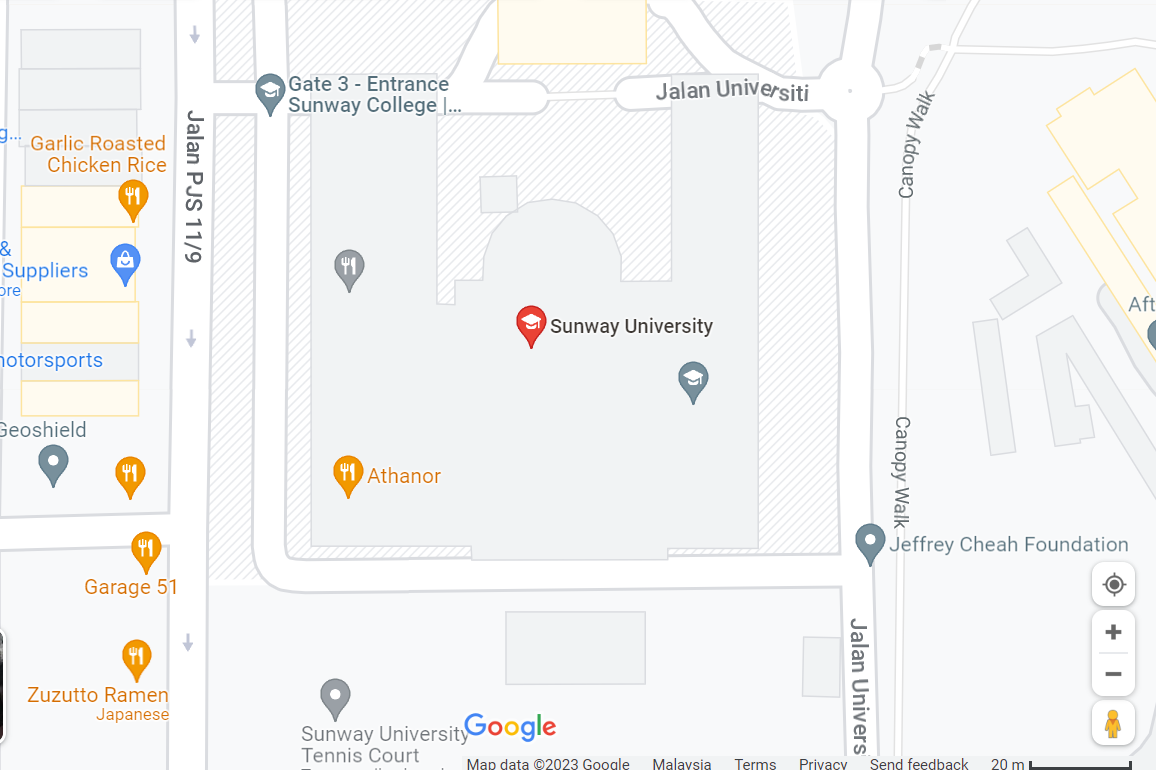 Gate 3 - Entrance
Sunway College |...
Jalan Universiti
Canopy Walk
Jalan PJS 11/9
g...
Garlic Roasted
Chicken Rice
&
Suppliers
ore
Aft
Sunway University
notorsports
Geoshield
Athanor
Canopy Walk
Jeffrey Cheah Foundation
Garage 51
Jalan Univers
Zuzutto Ramen
Japanese
Sunway University
Tennis Court
Google
Map data ©2023 Google Malaysia Terms Privacy Send feedback 20 m